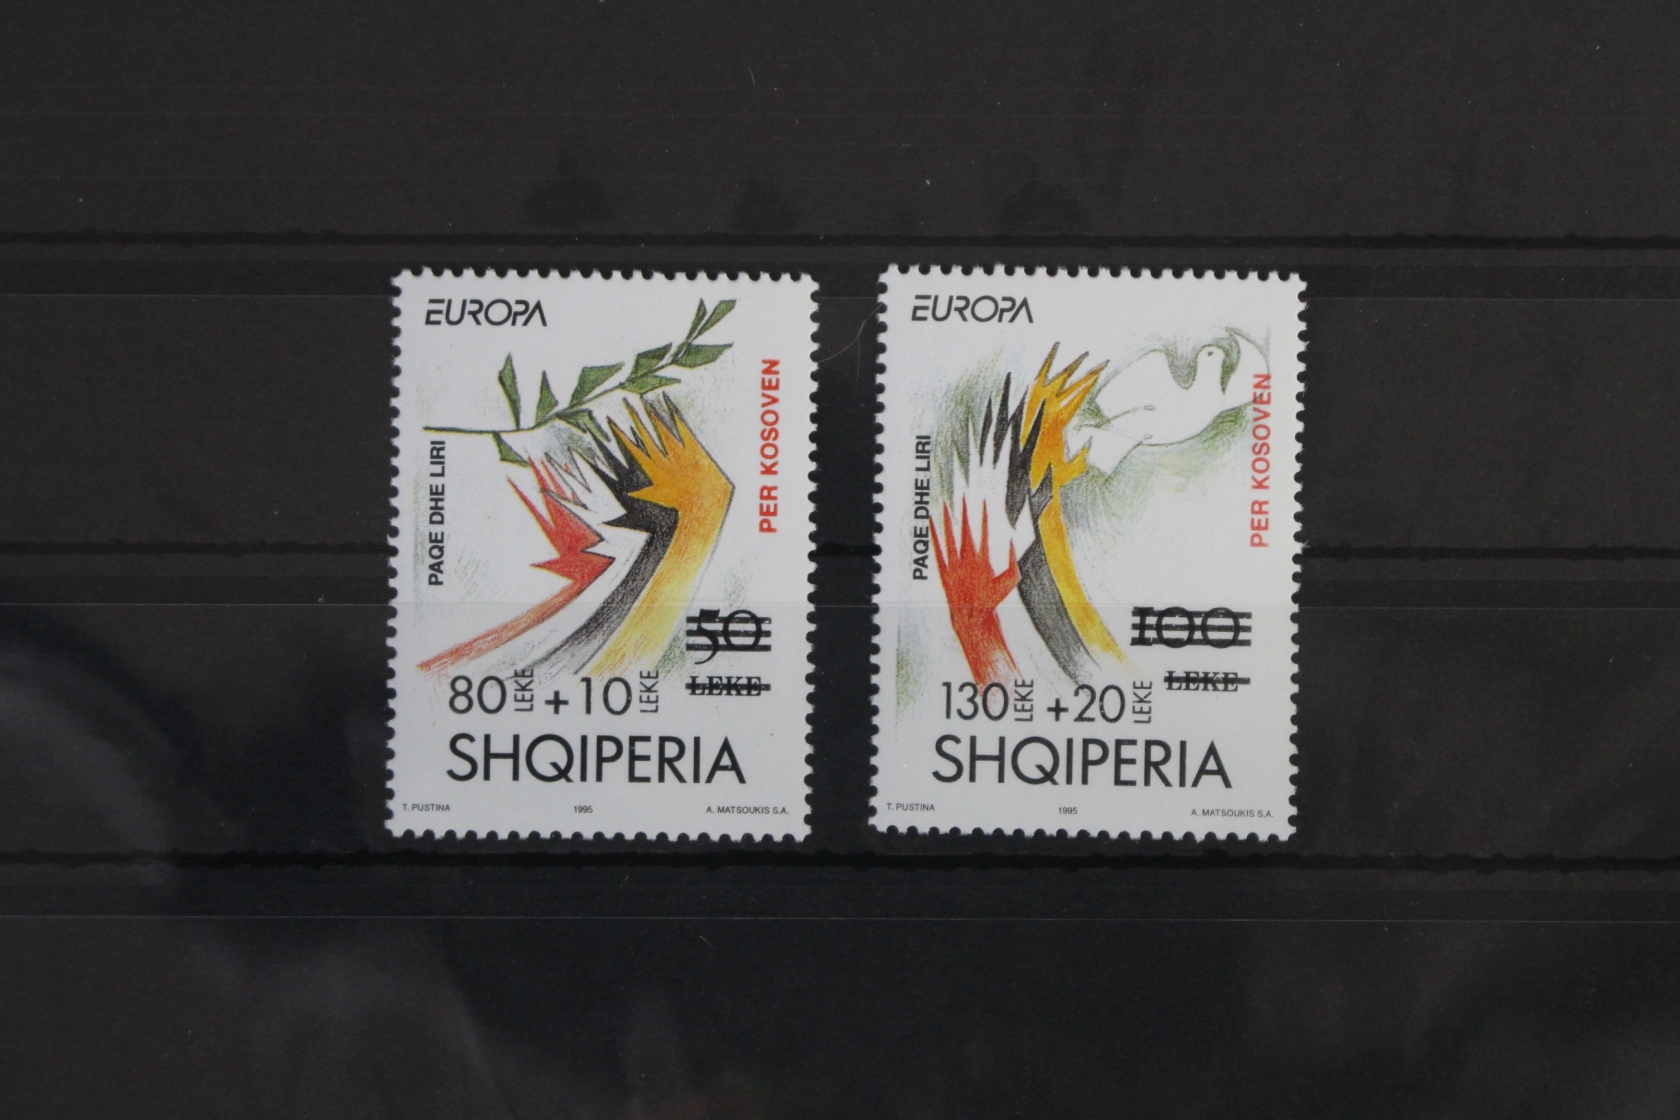 EUROPA
PAQE DHE LIRI
PER KOSOVEN
50
LEKE
80 LEKE +10 LEKE
SHQIPERIA
T. PUSTINA 1995 A. MATSOUKIS S.A.
EUROPA
PAQE DHE LIRI
PER KOSOVEN
100
LEKE
130 LEKE +20 LEKE
SHQIPERIA
T. PUSTINA 1995 A. MATSOUKIS S.A.